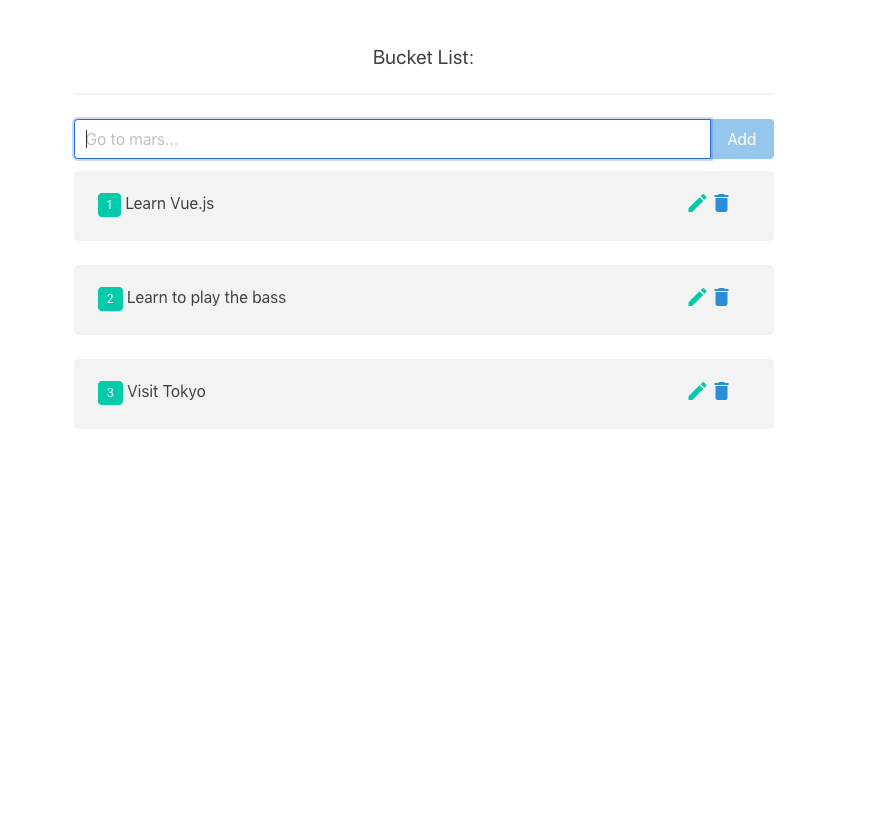 Bucket List:
Go to mars...
Add
1 Learn Vue.js
2 Learn to play the bass
3 Visit Tokyo